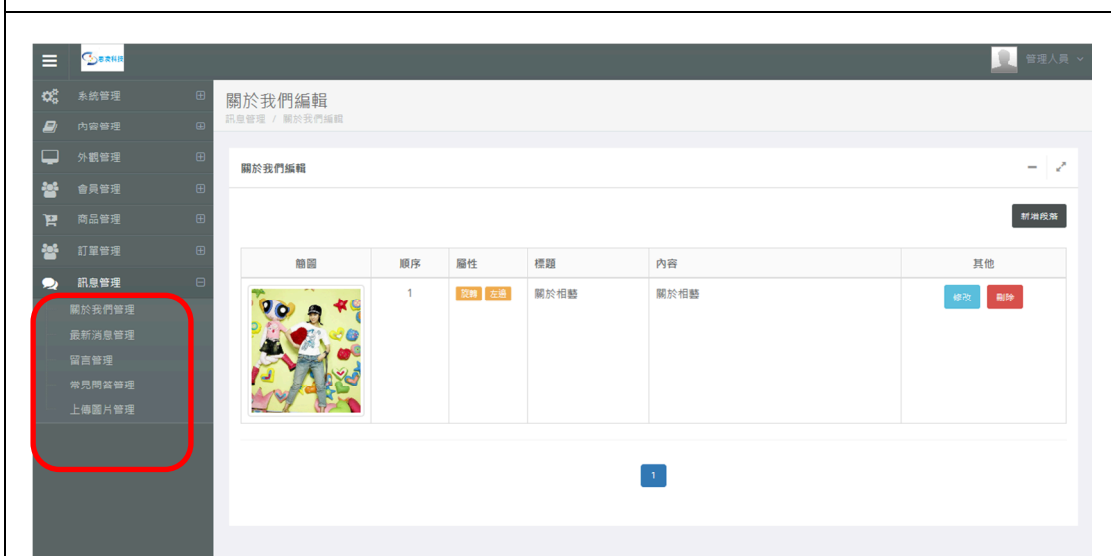 管理人員
系統管理
內容管理
外觀管理
會員管理
商品管理
訂單管理
訊息管理
關於我們管理
最新消息管理
留言管理
常見問答管理
上傳圖片管理
關於我們編輯
訊息管理 / 關於我們編輯
關於我們編輯
新增段落
簡圖 順序 屬性 標題 內容 其他
1 旋轉 左邊 關於相藝 關於相藝 修改 刪除
1